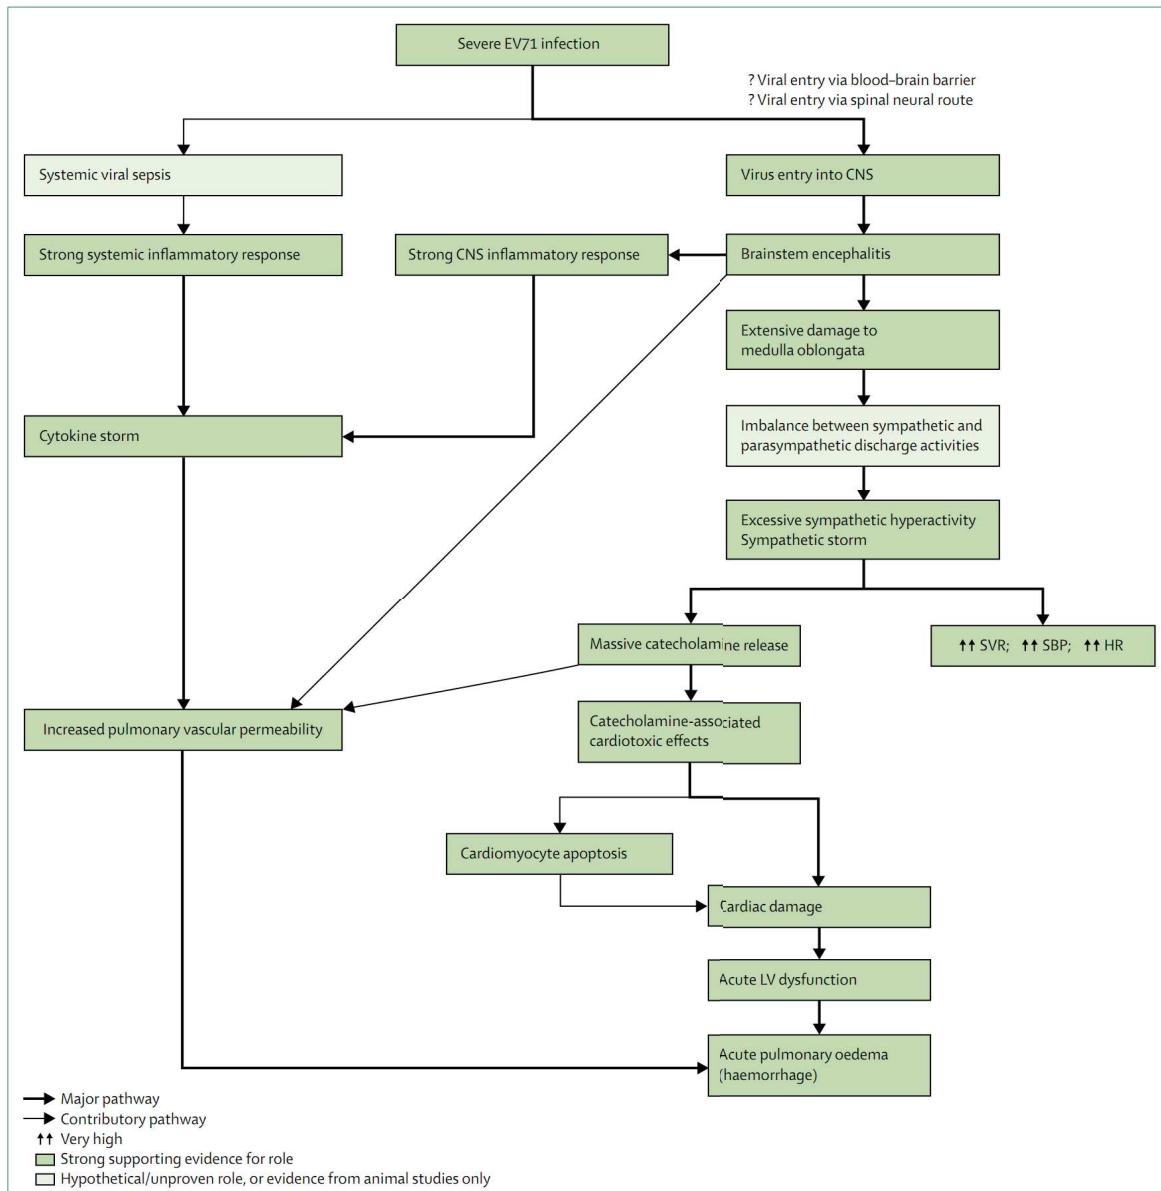 Severe EV71 infection
? Viral entry via blood–brain barrier
? Viral entry via spinal neural route
Systemic viral sepsis
Virus entry into CNS
Strong systemic inflammatory response
Strong CNS inflammatory response
Brainstem encephalitis
Extensive damage to
medulla oblongata
Cytokine storm
Imbalance between sympathetic and
parasympathetic discharge activities
Excessive sympathetic hyperactivity
Sympathetic storm
Massive catecholamine release
↑↑ SVR; ↑↑ SBP; ↑↑ HR
Increased pulmonary vascular permeability
Catecholamine-associated
cardiotoxic effects
Cardiomyocyte apoptosis
Cardiac damage
Acute LV dysfunction
Acute pulmonary oedema
(haemorrhage)
Major pathway
Contributory pathway
↑↑ Very high
Strong supporting evidence for role
Hypothetical/unproven role, or evidence from animal studies only